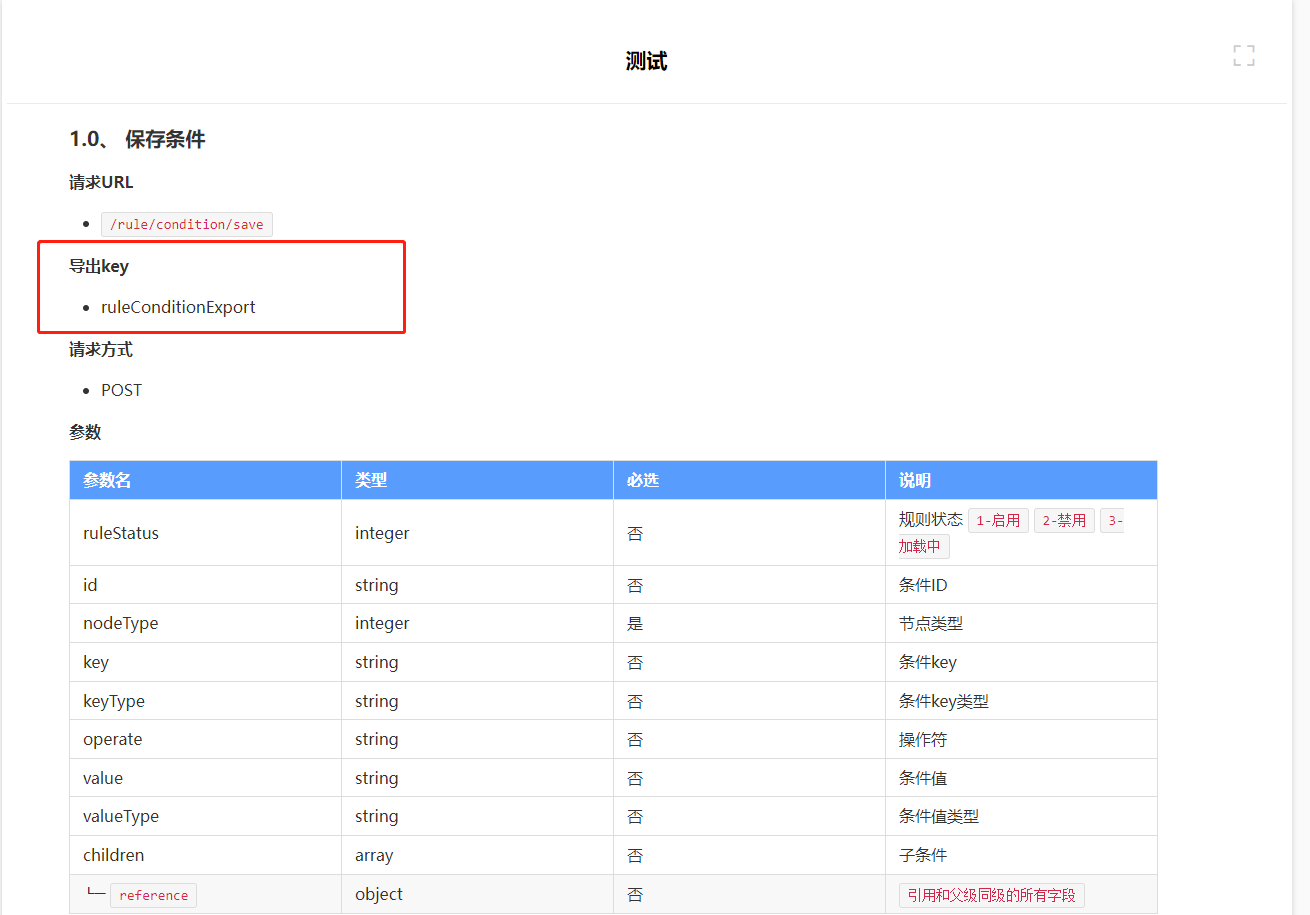 测试
1.0、 保存条件
请求URL
/rule/condition/save
导出key
ruleConditionExport
请求方式
POST
参数
参数名 类型 必选 说明
ruleStatus integer 否 规则状态 1-启用 2-禁用 3-
加载中
id string 否 条件ID
nodeType integer 是 节点类型
key string 否 条件key
keyType string 否 条件key类型
operate string 否 操作符
value string 否 条件值
valueType string 否 条件值类型
children array 否 子条件
└─ reference object 否 引用和父级同级的所有字段